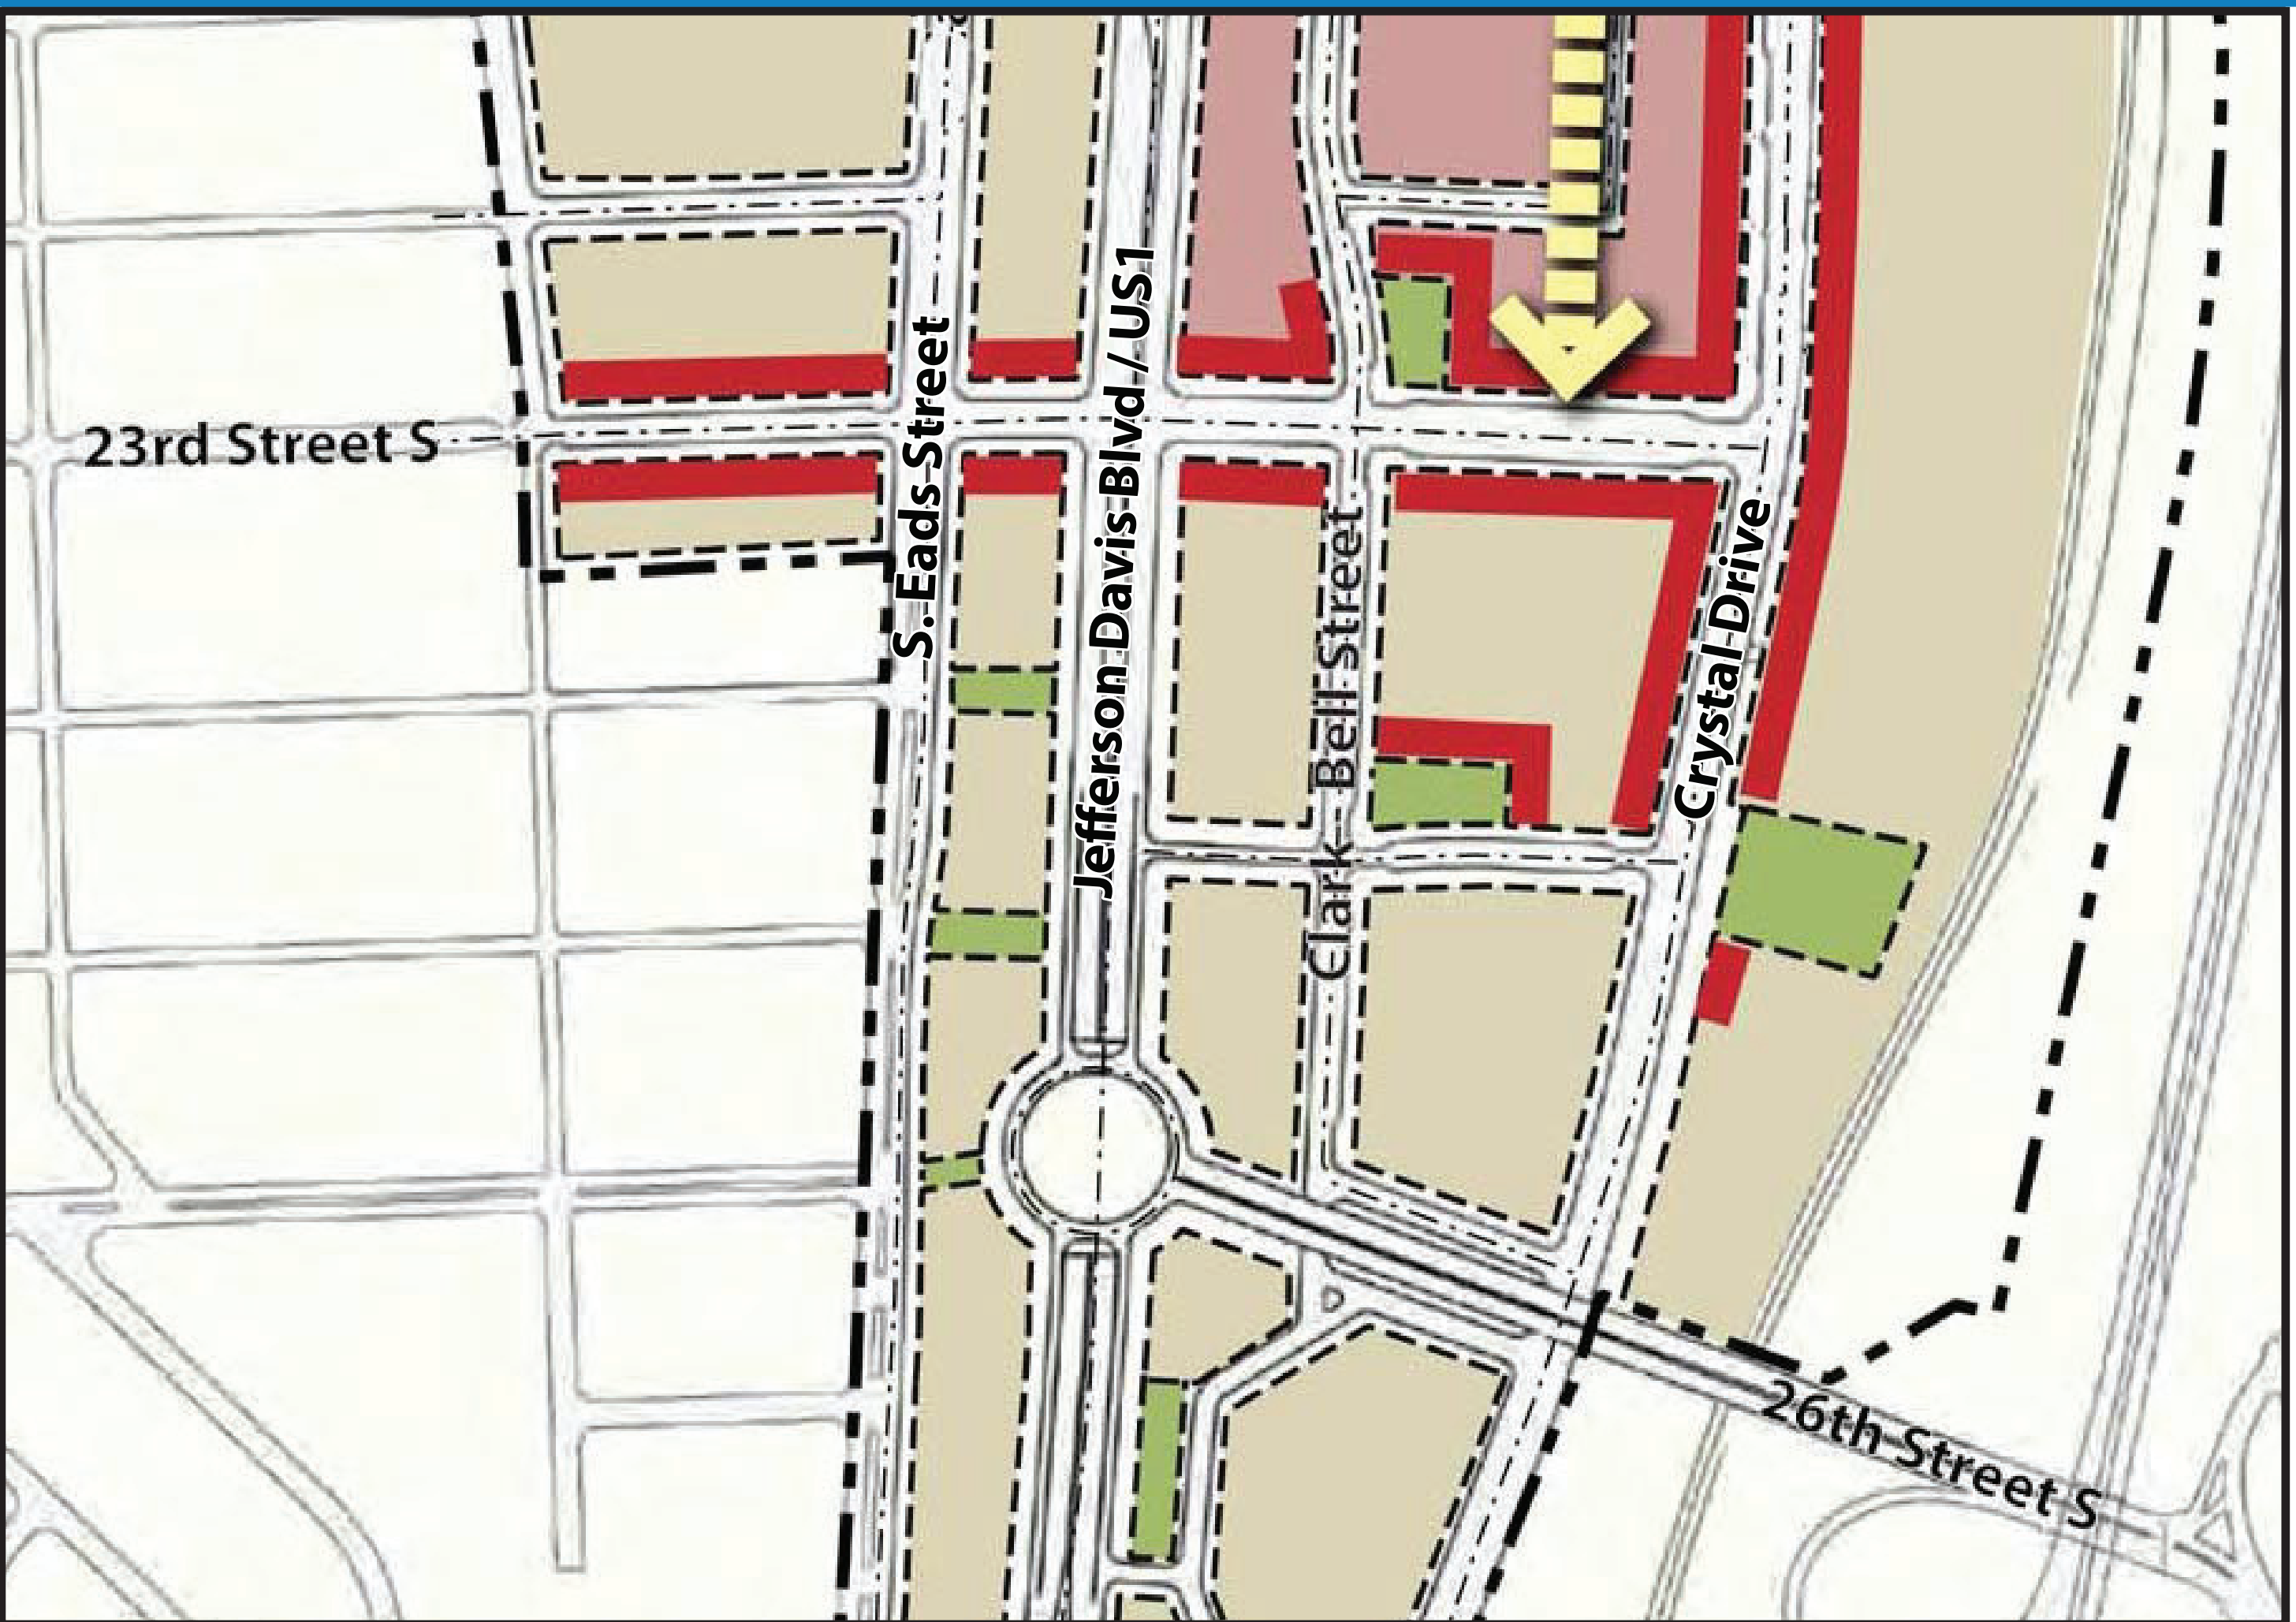 23rd Street S
S. Eads Street
Jefferson Davis Blvd / US1
Clark - Bell Street
Crystal Drive
26th Street S